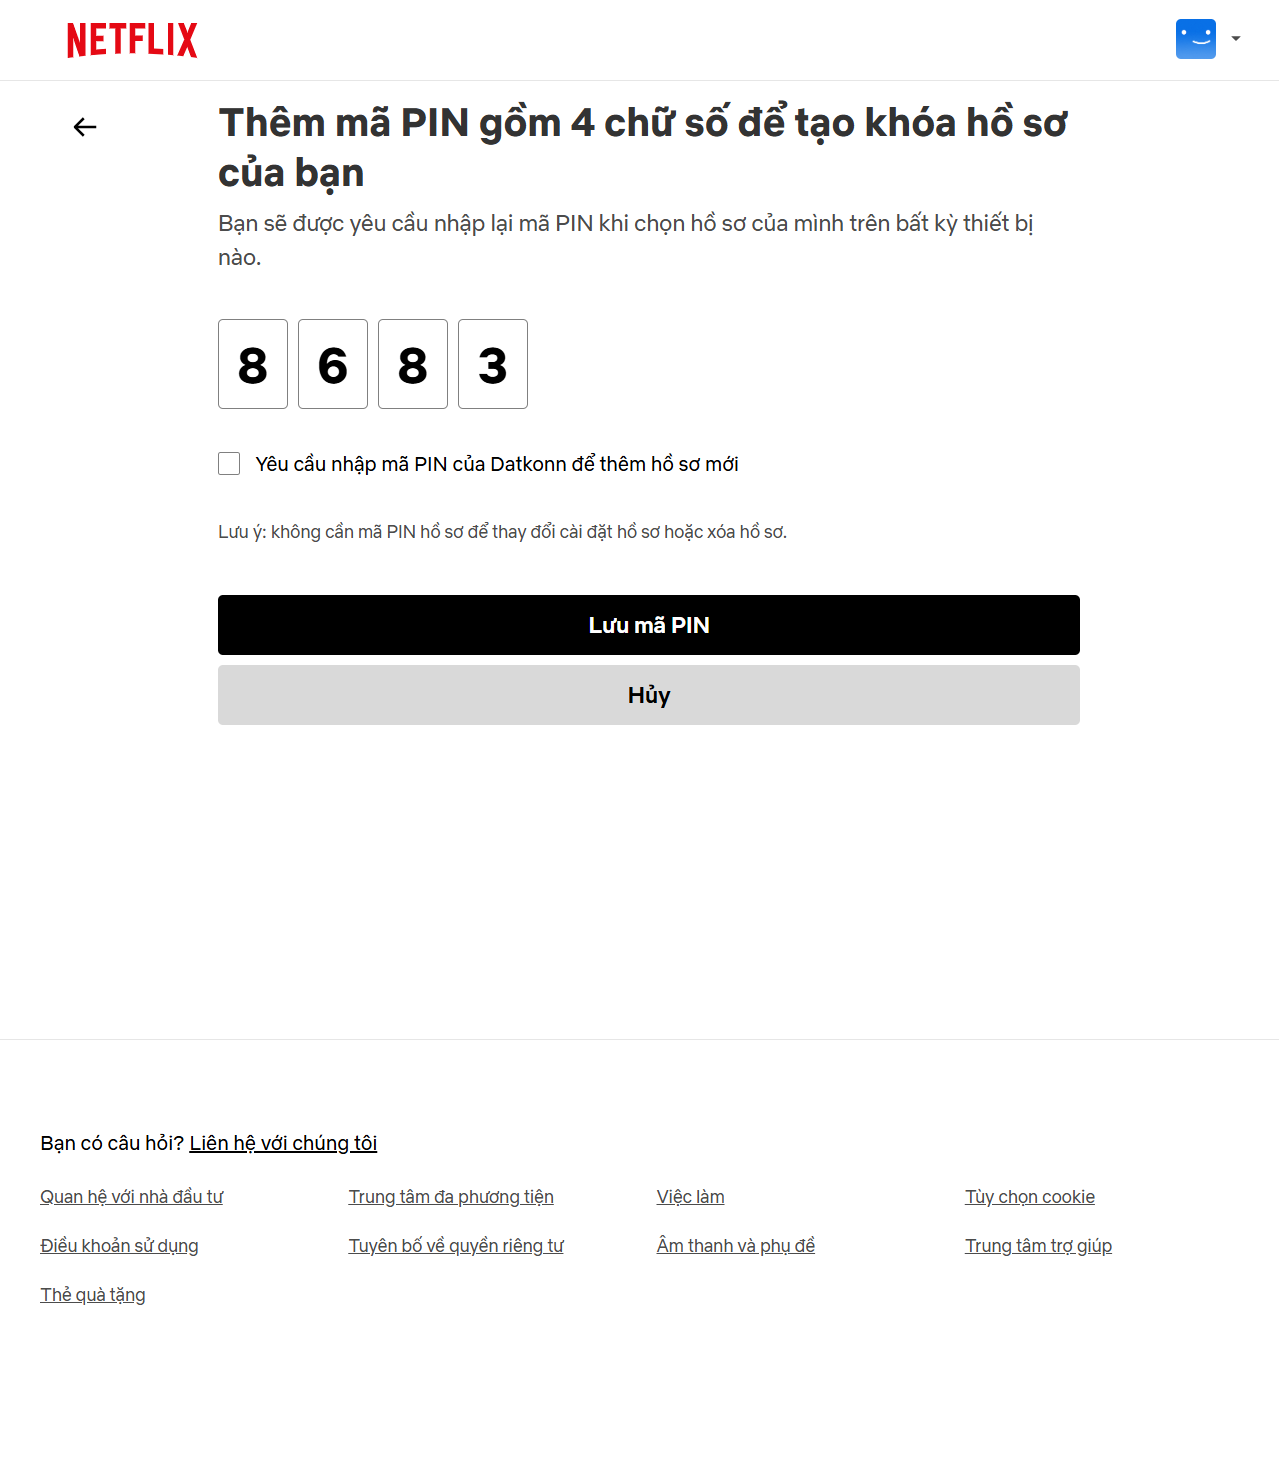 NETFLIX
Thêm mã PIN gồm 4 chữ số để tạo khóa hồ sơ
của bạn
Bạn sẽ được yêu cầu nhập lại mã PIN khi chọn hồ sơ của mình trên bất kỳ thiết bị
nào.
8 6 8 3
Yêu cầu nhập mã PIN của Datkonn để thêm hồ sơ mới
Lưu ý: không cần mã PIN hồ sơ để thay đổi cài đặt hồ sơ hoặc xóa hồ sơ.
Lưu mã PIN
Hủy
Bạn có câu hỏi? Liên hệ với chúng tôi
Quan hệ với nhà đầu tư Trung tâm đa phương tiện Việc làm Tùy chọn cookie
Điều khoản sử dụng Tuyên bố về quyền riêng tư Âm thanh và phụ đề Trung tâm trợ giúp
Thẻ quà tặng